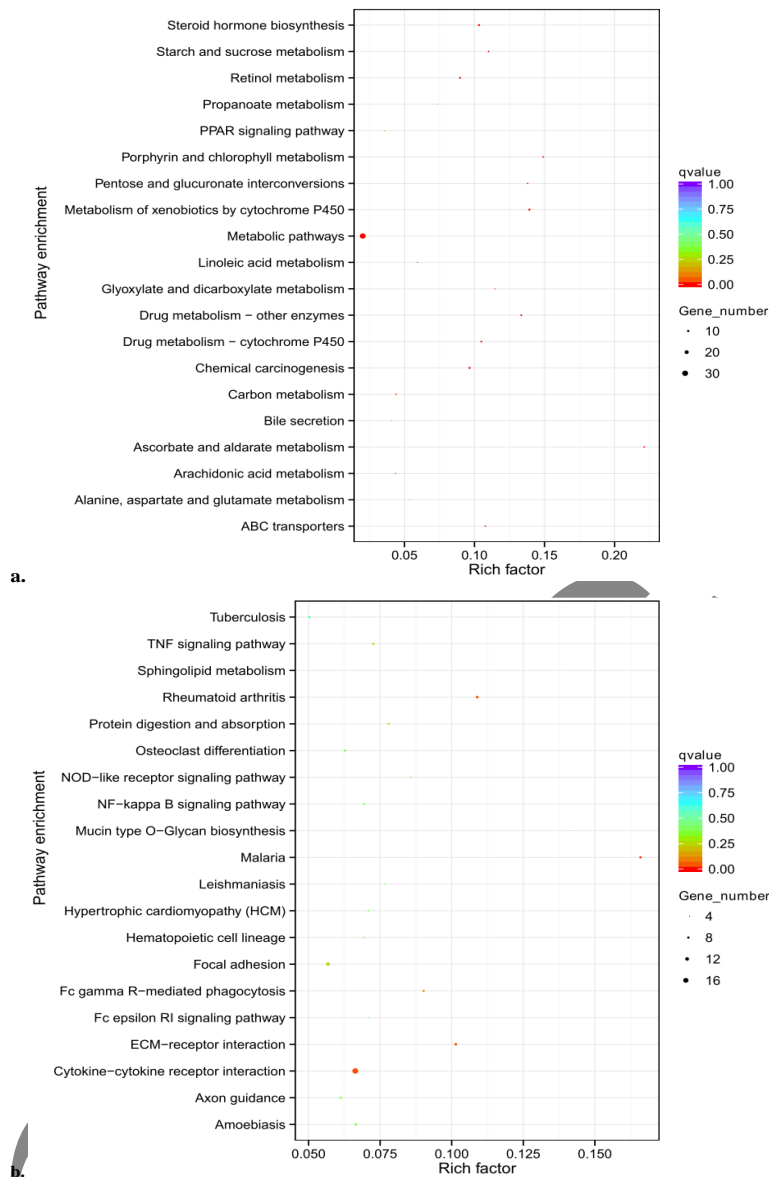 Pathway enrichment
Steroid hormone biosynthesis
Starch and sucrose metabolism
Retinol metabolism
Propanoate metabolism
PPAR signaling pathway
Porphyrin and chlorophyll metabolism
Pentose and glucuronate interconversions
Metabolism of xenobiotics by cytochrome P450
Metabolic pathways
Linoleic acid metabolism
Glyoxylate and dicarboxylate metabolism
Drug metabolism − other enzymes
Drug metabolism − cytochrome P450
Chemical carcinogenesis
Carbon metabolism
Bile secretion
Ascorbate and aldarate metabolism
Arachidonic acid metabolism
Alanine, aspartate and glutamate metabolism
ABC transporters
0.05 0.10 0.15 0.20
Rich factor
qvalue
1.00
0.75
0.50
0.25
0.00
Gene_number
10
20
30
a.
Pathway enrichment
Tuberculosis
TNF signaling pathway
Sphingolipid metabolism
Rheumatoid arthritis
Protein digestion and absorption
Osteoclast differentiation
NOD−like receptor signaling pathway
NF−kappa B signaling pathway
Mucin type O−Glycan biosynthesis
Malaria
Leishmaniasis
Hypertrophic cardiomyopathy (HCM)
Hematopoietic cell lineage
Focal adhesion
Fc gamma R−mediated phagocytosis
Fc epsilon RI signaling pathway
ECM−receptor interaction
Cytokine−cytokine receptor interaction
Axon guidance
Amoebiasis
0.050 0.075 0.100 0.125 0.150
Rich factor
qvalue
1.00
0.75
0.50
0.25
0.00
Gene_number
4
8
12
16
b.